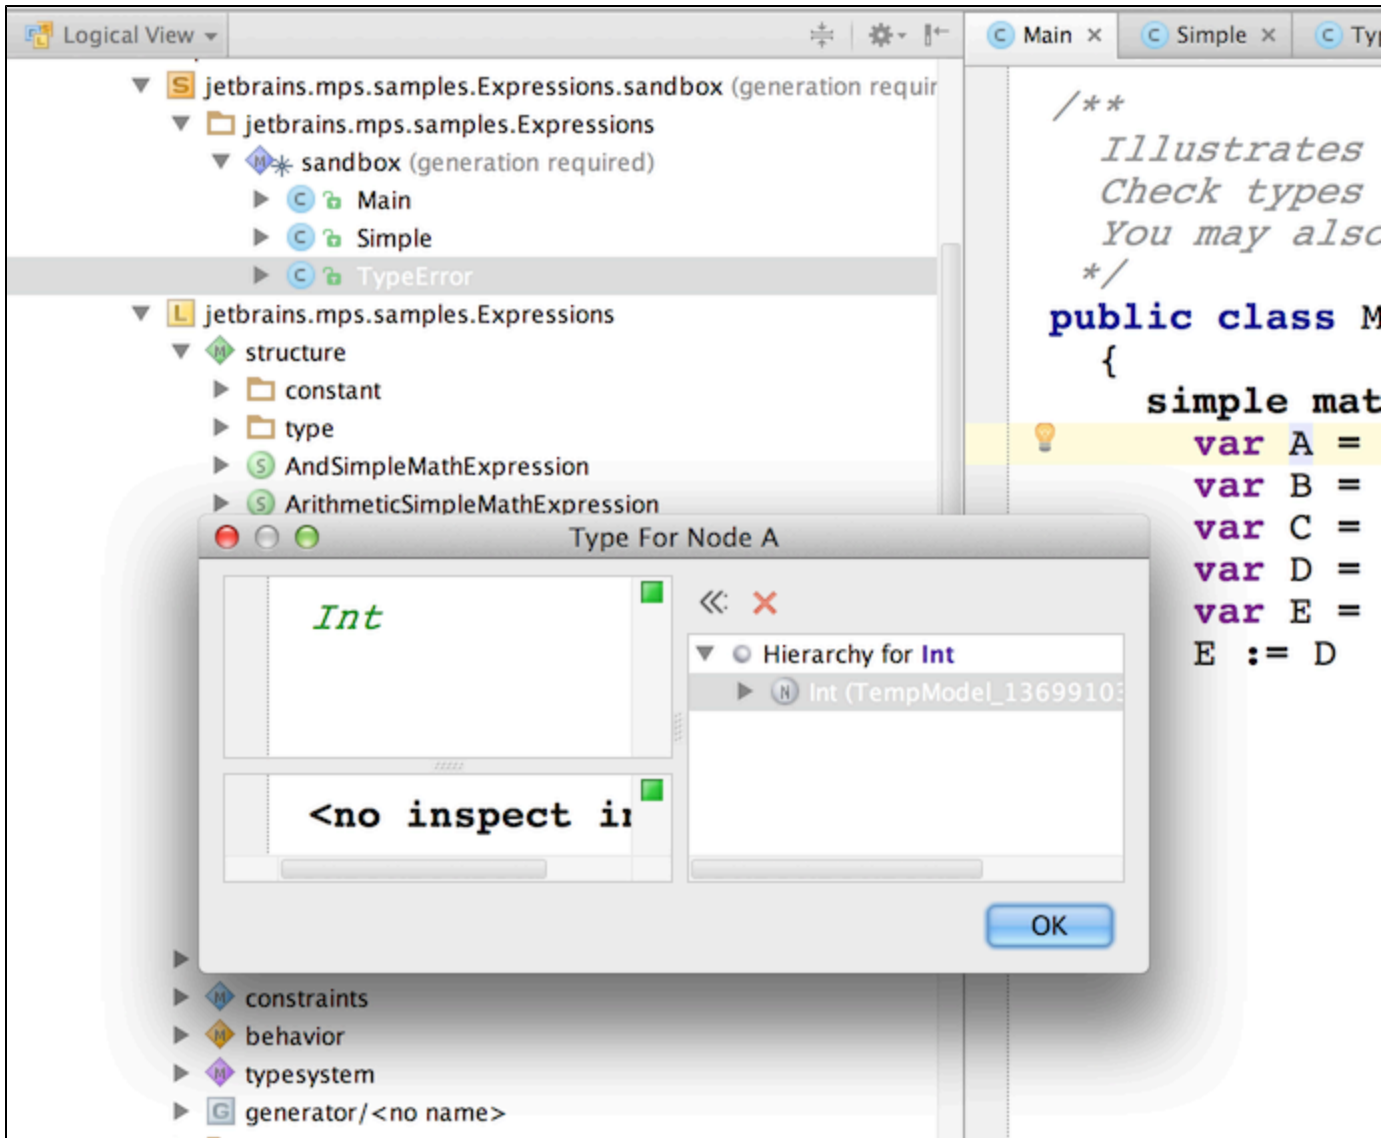 Logical View
Main
Simple
jetbrains.mps.samples.Expressions.sandbox (generation requir
jetbrains.mps.samples.Expressions
sandbox (generation required)
Main
Simple
TypeError
jetbrains.mps.samples.Expressions
structure
constant
type
AndSimpleMathExpression
ArithmeticSimpleMathExpression
constraints
behavior
typesystem
generator/<no name>
/**
Illustrates
Check types
You may also
*/
public class M
{
simple mat
var A =
var B =
var C =
var D =
var E =
E := D
Type For Node A
Int
<no inspect in
Hierarchy for Int
Int (TempModel_13699103
OK